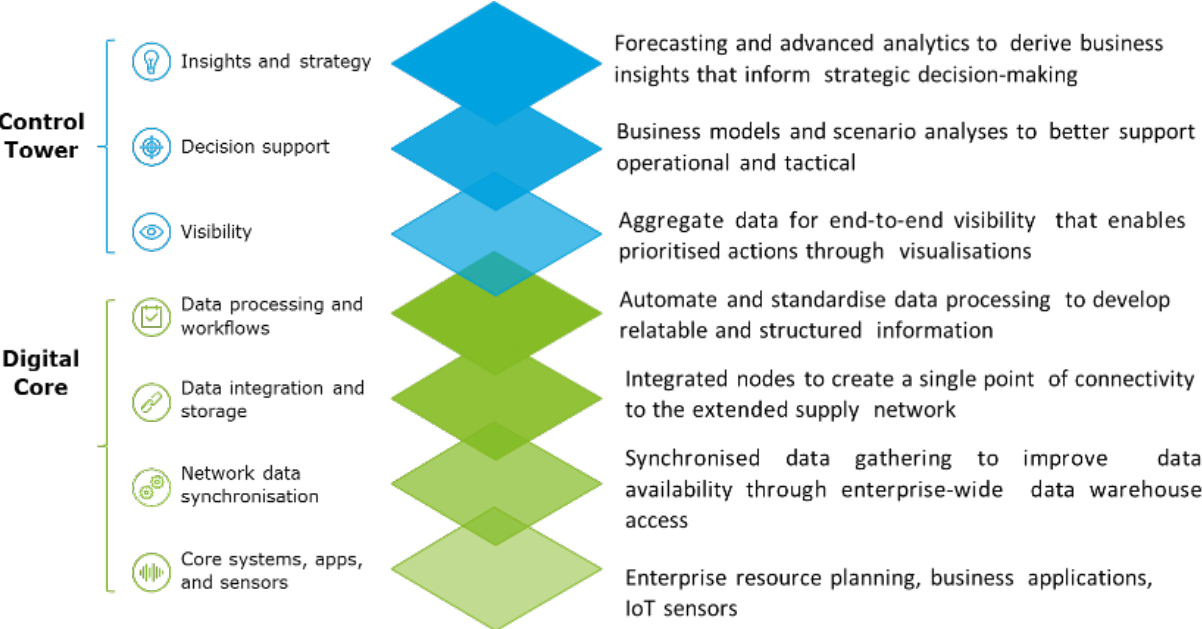 Insights and strategy
Forecasting and advanced analytics to derive business
insights that inform strategic decision-making
Control
Tower
Decision support
Business models and scenario analyses to better support
operational and tactical
Visibility
Aggregate data for end-to-end visibility that enables
prioritised actions through visualisations
Data processing and
workflows
Automate and standardise data processing to develop
relatable and structured information
Digital
Core
Data integration and
storage
Integrated nodes to create a single point of connectivity
to the extended supply network
Network data
synchronisation
Synchronised data gathering to improve data
availability through enterprise-wide data warehouse
access
Core systems, apps,
and sensors
Enterprise resource planning, business applications,
IoT sensors